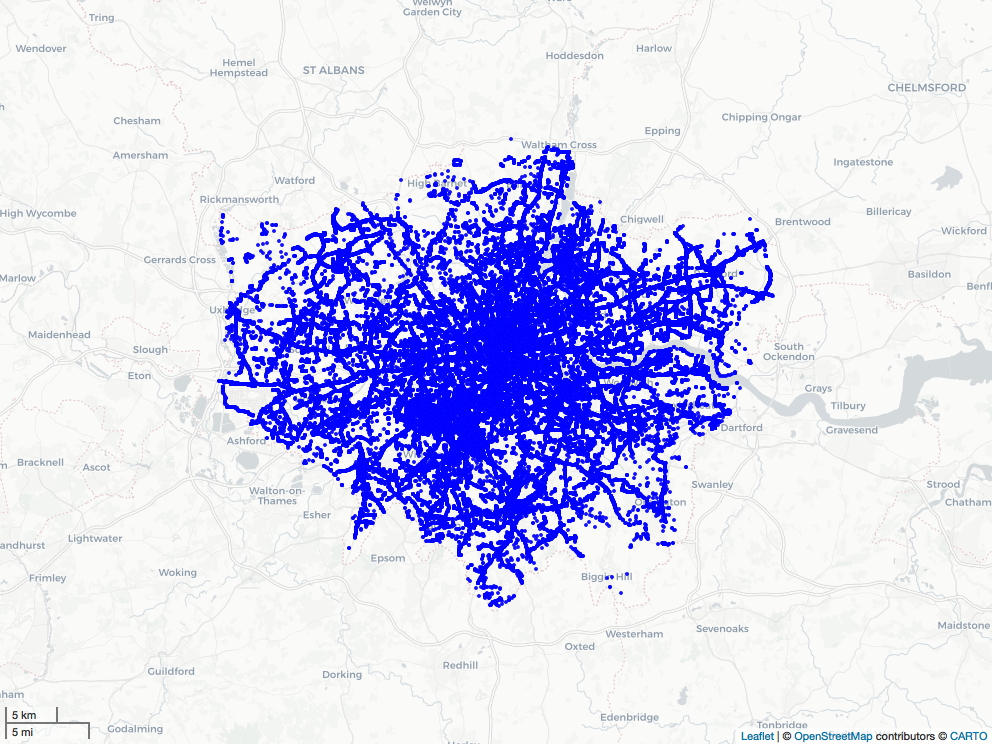 Tring
Welwyn
Garden City
Wendover
Hemel
Hempstead
ST ALBANS
Hoddesdon
Harlow
CHELMSFORD
Chesham
Waltham Cross
Epping
Chipping Ongar
Amersham
Ingatestone
Watford
Rickmansworth
High Wycombe
Chigwell
Brentwood
Billericay
Wickford
Gerrards Cross
Marlow
Basildon
Maidenhead
Slough
Eton
South
Ockendon
Grays
Tilbury
Ashford
Dartford
Gravesend
Bracknell
Ascot
Walton-on-
Thames
Esher
Swanley
Strood
Chatham
Lightwater
Epsom
Frimley
Woking
Biggin Hill
Westerham
Sevenoaks
Oxted
Maidstone
Guildford
Dorking
Redhill
Edenbridge
Tonbridge
Godalming
5 km
5 mi
Leaflet | © OpenStreetMap contributors © CARTO